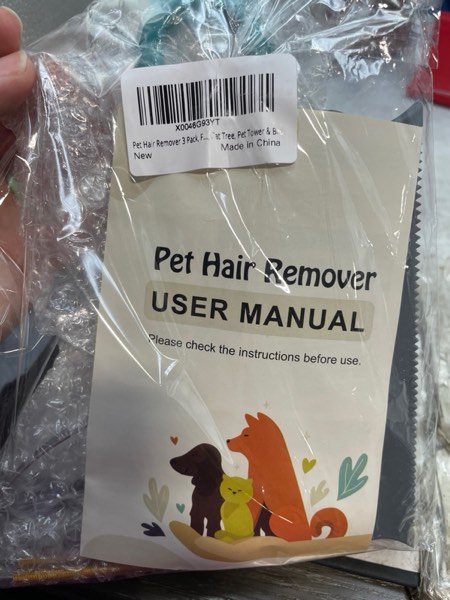 X0046G93YT
Pet Hair Remover 3 Pack, Tree, Pet Tower &
New
Made in China
Pet Hair Remover
USER MANUAL
Please check the instructions before use.